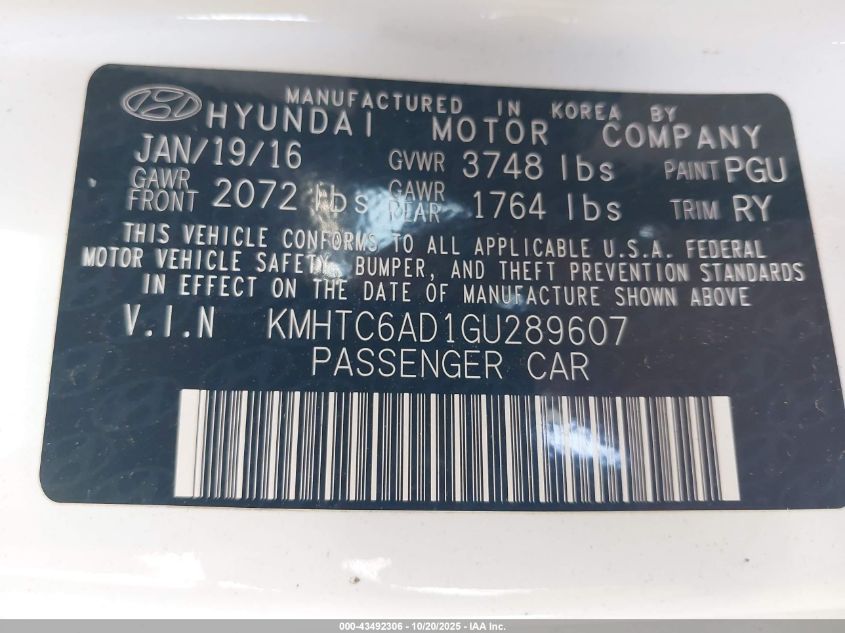 MANUFACTURED IN KOREA BY
HYUNDAI MOTOR COMPANY
JAN/19/16 GVWR 3748 lbs PAINT PGU
GAWR FRONT 2072 lbs GAWR REAR 1764 lbs TRIM RY
THIS VEHICLE CONFORMS TO ALL APPLICABLE U.S.A. FEDERAL
MOTOR VEHICLE SAFETY, BUMPER, AND THEFT PREVENTION STANDARDS
IN EFFECT ON THE DATE OF MANUFACTURE SHOWN ABOVE
V.I.N KMHTC6AD1GU289607
PASSENGER CAR
000-43492306 - 10/20/2025 - IAA Inc.